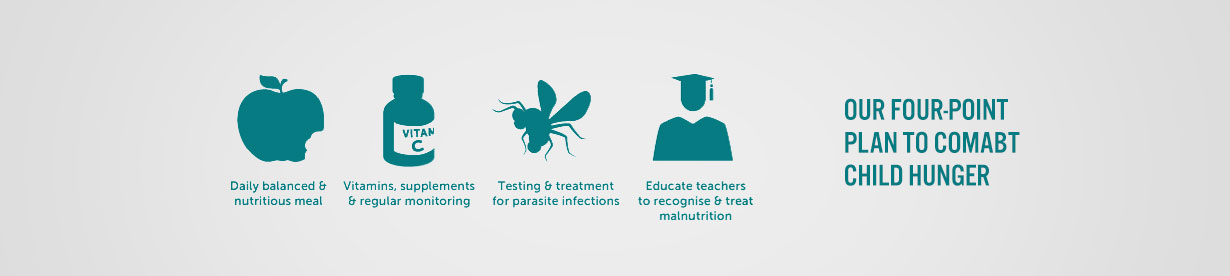 VITAM
C
Daily balanced &
nutritious meal
Vitamins, supplements
& regular monitoring
Testing & treatment
for parasite infections
Educate teachers
to recognise & treat
malnutrition
OUR FOUR-POINT
PLAN TO COMABT
CHILD HUNGER